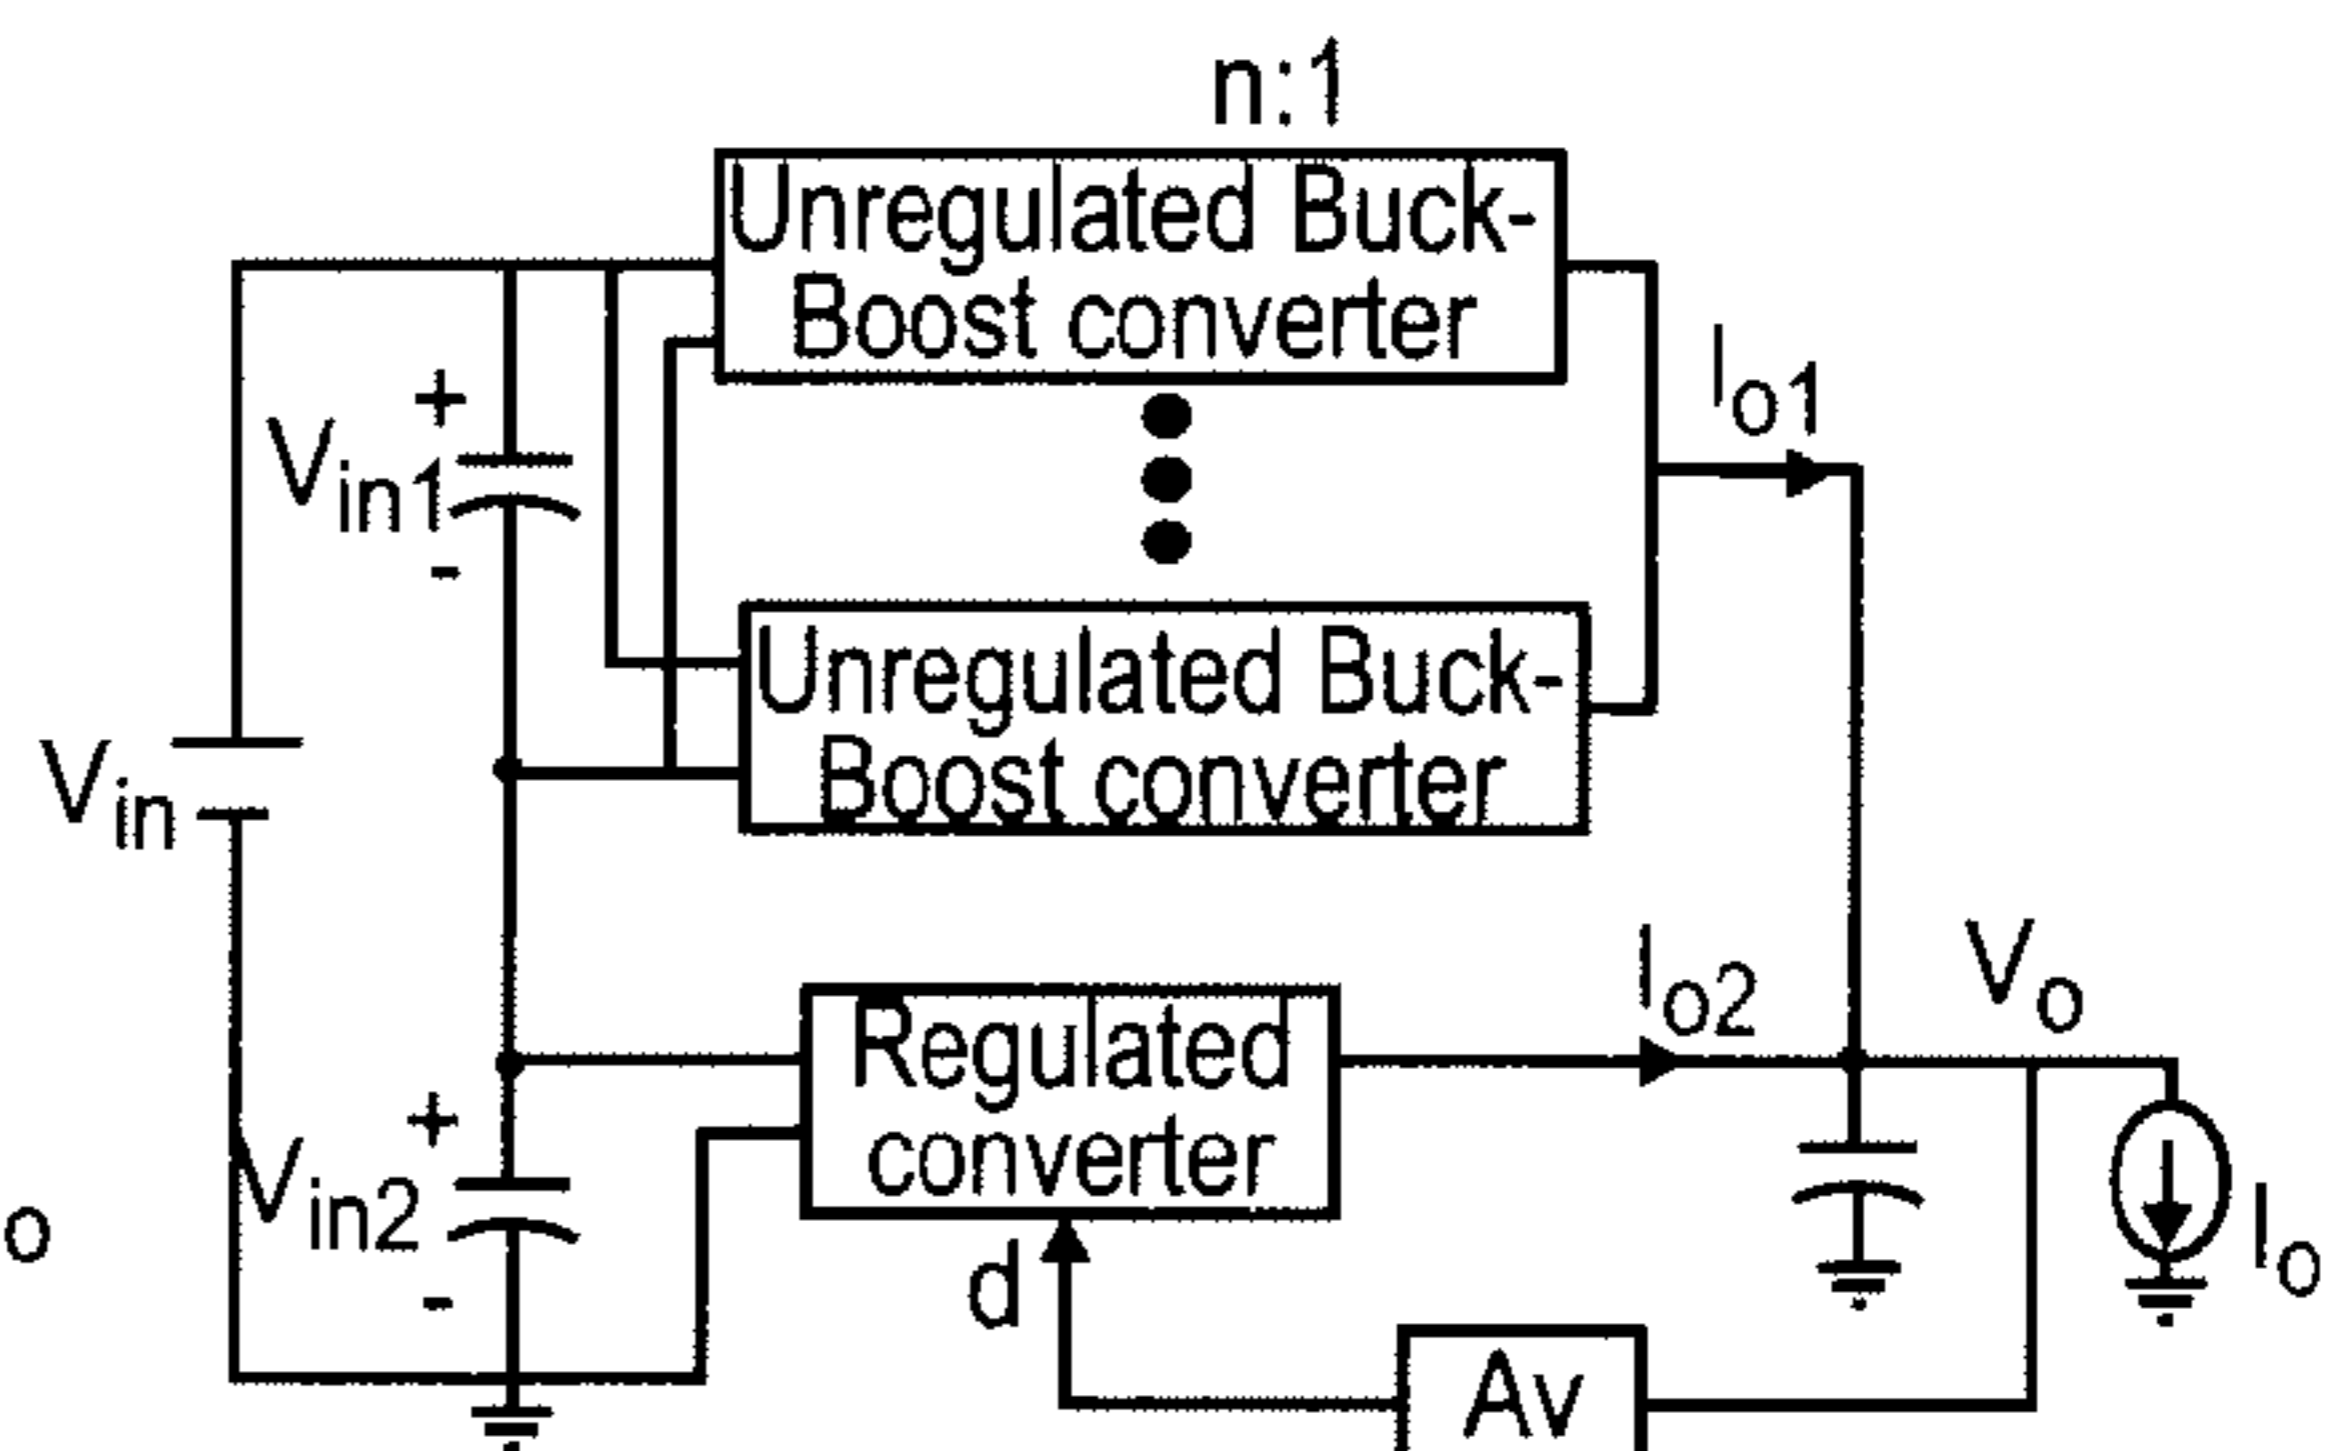 n:1
Unregulated Buck-
Boost converter
+
Vin1
-
Io1
Unregulated Buck-
Boost converter
Vin
Io2
Vo
Regulated
converter
+
Vin2
-
o
d
Io
Av